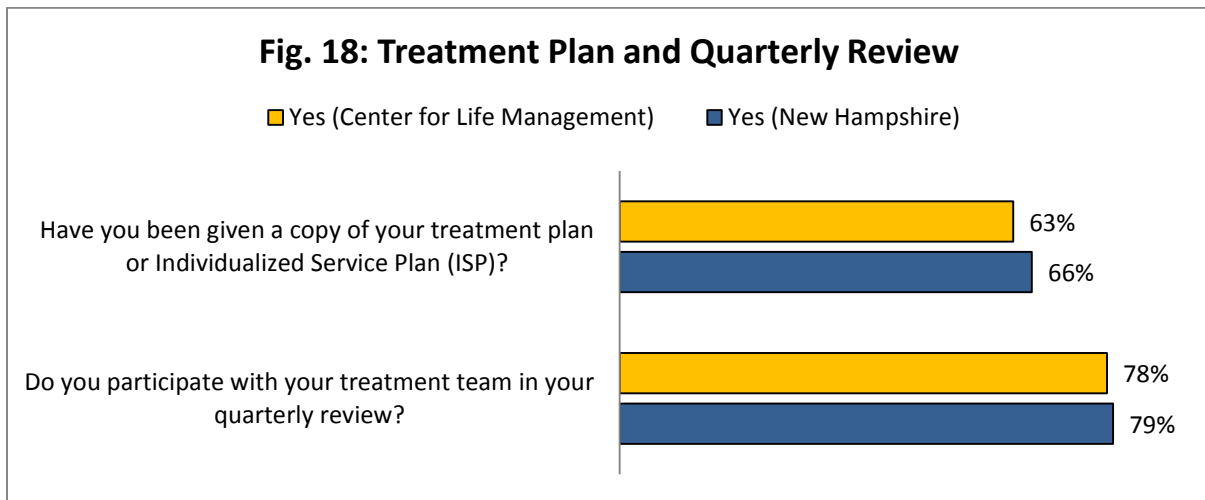 Fig. 18: Treatment Plan and Quarterly Review
Yes (Center for Life Management) Yes (New Hampshire)
Have you been given a copy of your treatment plan
or Individualized Service Plan (ISP)?
63%
66%
Do you participate with your treatment team in your
quarterly review?
78%
79%